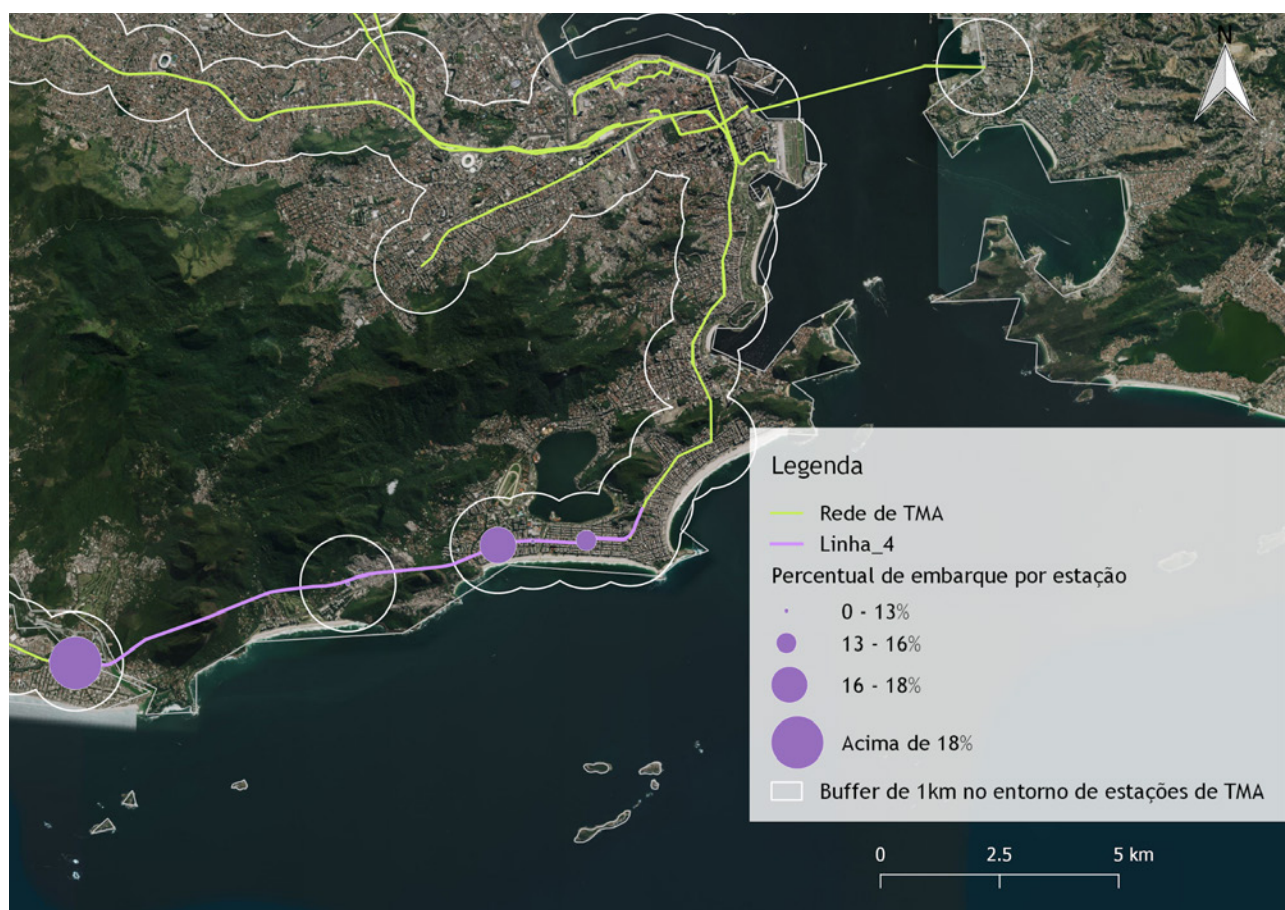 N
Legenda
Rede de TMA
Linha_4
Percentual de embarque por estação
0 - 13%
13 - 16%
16 - 18%
Acima de 18%
Buffer de 1km no entorno de estações de TMA
0 2.5 5 km